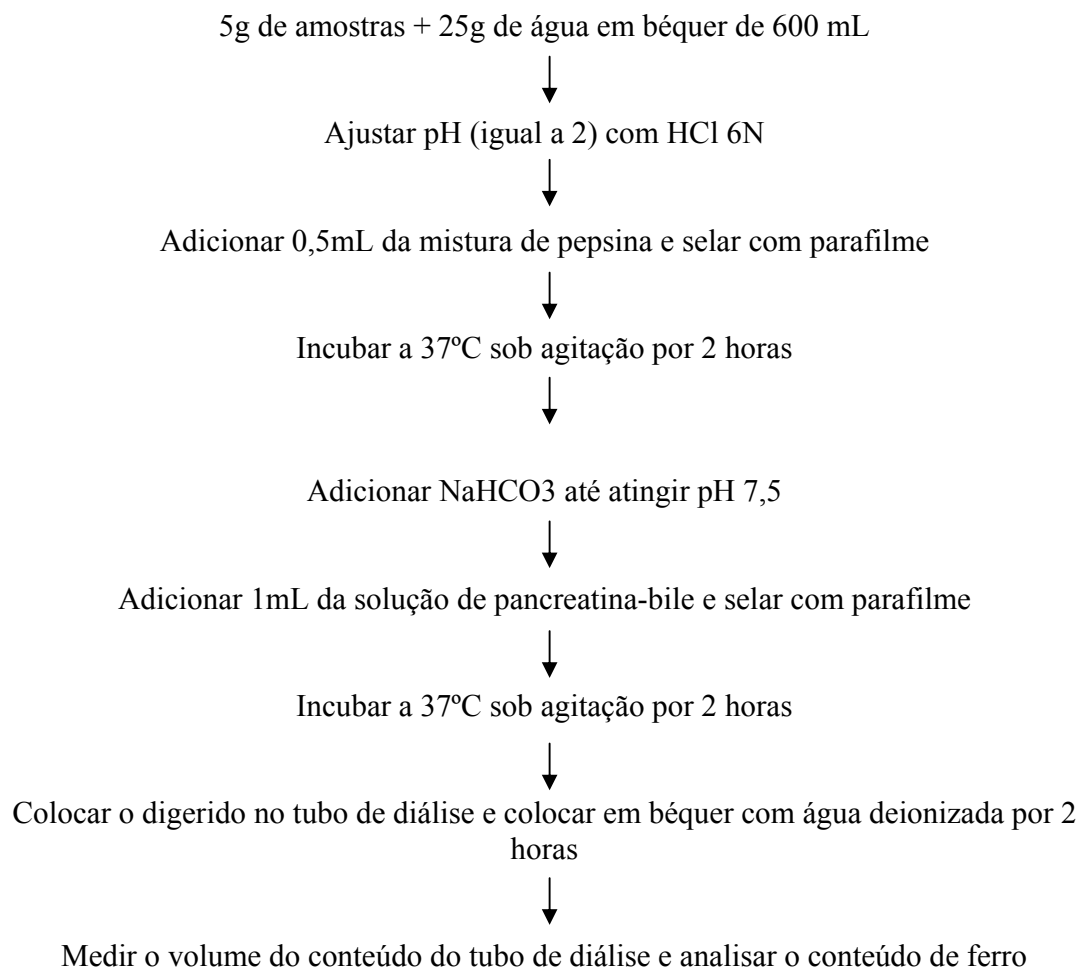 5g de amostras + 25g de água em béquer de 600 mL
Ajustar pH (igual a 2) com HCl 6N
Adicionar 0,5mL da mistura de pepsina e selar com parafilme
Incubar a 37ºC sob agitação por 2 horas
Adicionar NaHCO3 até atingir pH 7,5
Adicionar 1mL da solução de pancreatina-bile e selar com parafilme
Incubar a 37ºC sob agitação por 2 horas
Colocar o digerido no tubo de diálise e colocar em béquer com água deionizada por 2
horas
Medir o volume do conteúdo do tubo de diálise e analisar o conteúdo de ferro